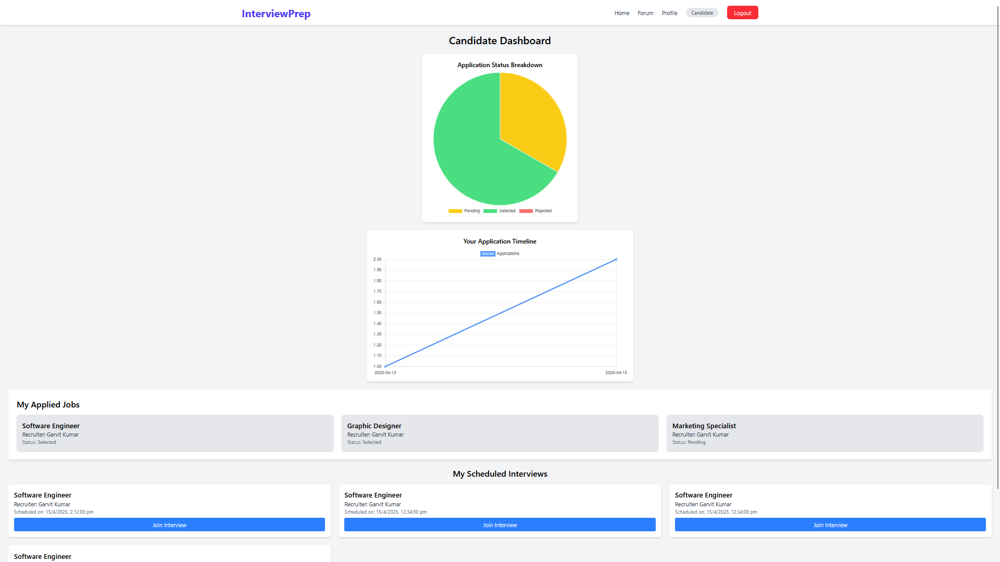 InterviewPrep
Home Forum Profile Candidate Logout
Candidate Dashboard
Application Status Breakdown
Pending Selected Rejected
Your Application Timeline
Applications
2.00
1.90
1.80
1.70
1.60
1.50
1.40
1.30
1.20
1.10
1.00
2025-04-13 2025-04-15
My Applied Jobs
Software Engineer
Recruiter: Garvit Kumar
Status: Selected
Graphic Designer
Recruiter: Garvit Kumar
Status: Selected
Marketing Specialist
Recruiter: Garvit Kumar
Status: Pending
My Scheduled Interviews
Software Engineer
Recruiter: Garvit Kumar
Scheduled on: 15/4/2025, 2:12:00 pm
Join Interview
Software Engineer
Recruiter: Garvit Kumar
Scheduled on: 15/4/2025, 12:34:00 pm
Join Interview
Software Engineer
Recruiter: Garvit Kumar
Scheduled on: 15/4/2025, 12:34:00 pm
Join Interview
Software Engineer